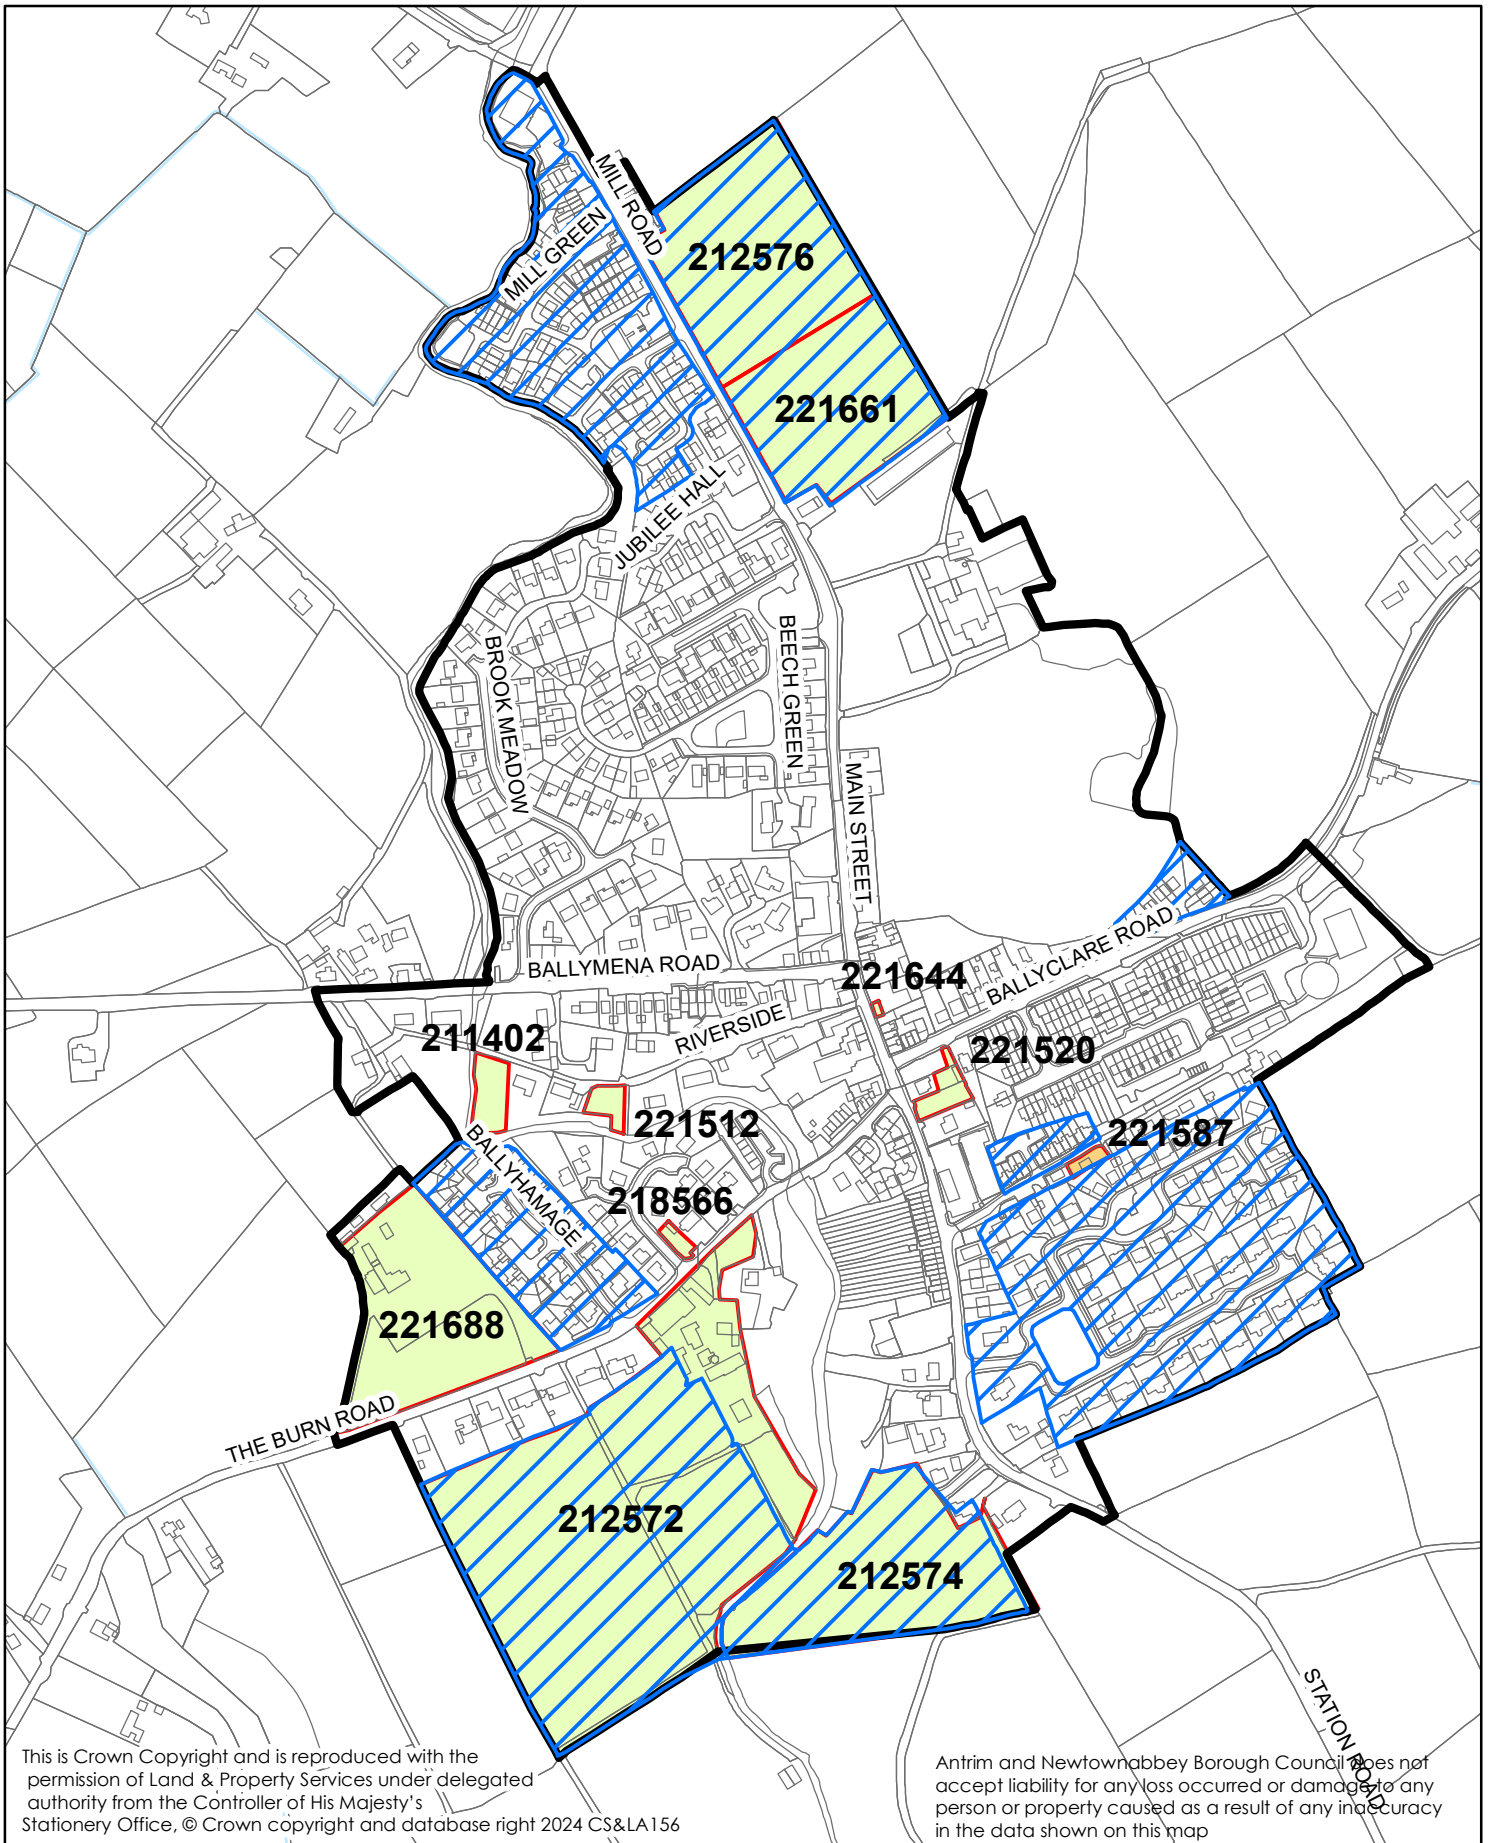 MILL ROAD
MILL GREEN
212576
221661
JUBILEE HALL
BROOK MEADOW
BEECH GREEN
MAIN STREET
BALLYMENA ROAD
221644
BALLYCLARE ROAD
RIVERSIDE
211402
221520
221512
221587
BALLYHAMAGE
218566
221688
THE BURN ROAD
212572
212574
STATION ROAD
This is Crown Copyright and is reproduced with the
permission of Land & Property Services under delegated
authority from the Controller of His Majesty's
Stationery Office, © Crown copyright and database right 2024 CS&LA156
Antrim and Newtownabbey Borough Council does not
accept liability for any loss occurred or damage to any
person or property caused as a result of any inaccuracy
in the data shown on this map